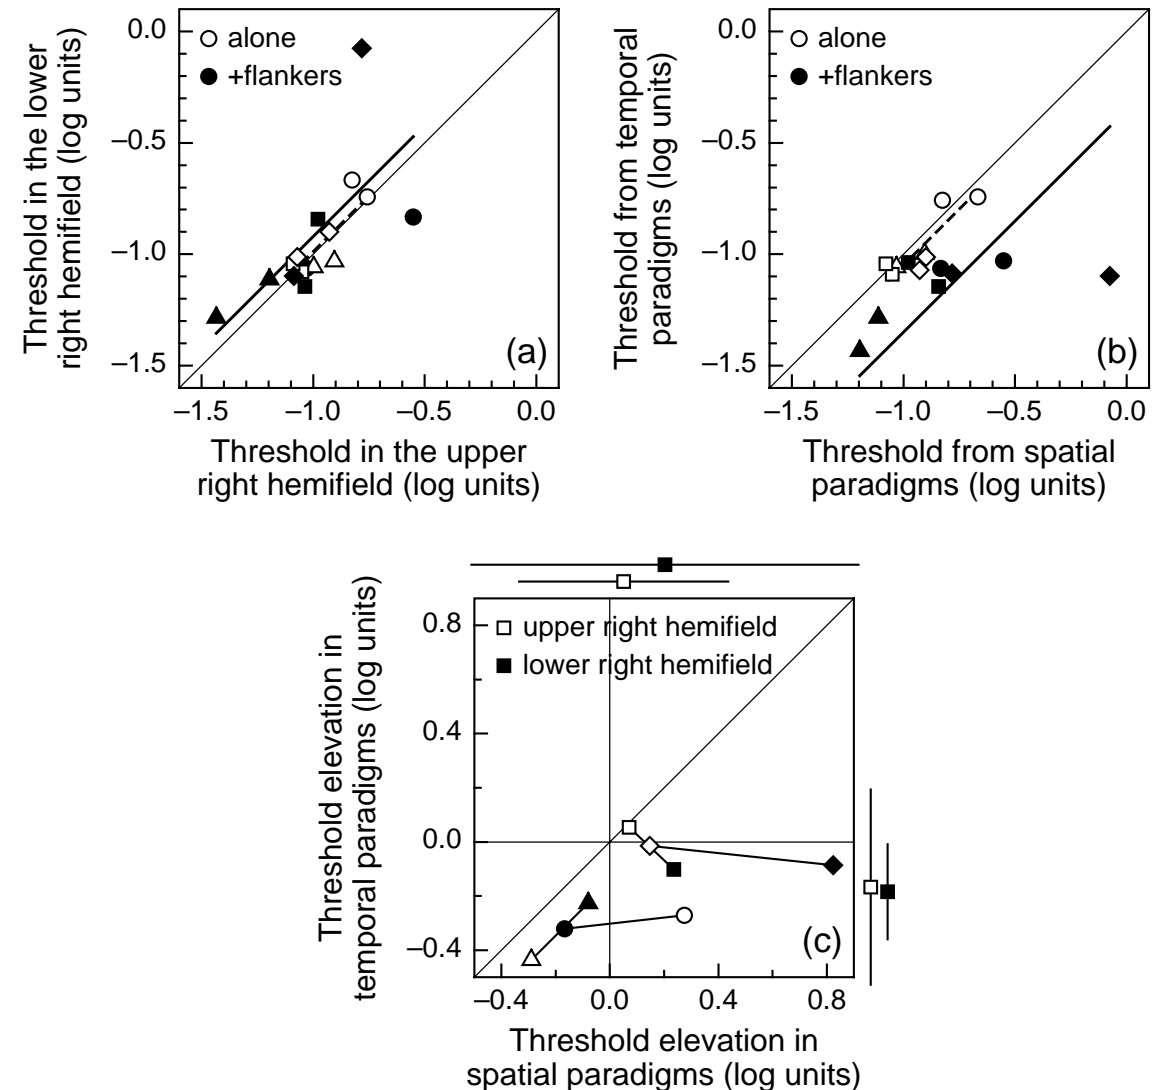 0.0
−0.5
−1.0
−1.5
−1.5
−1.0
−0.5
0.0
Threshold in the lower
right hemifield (log units)
alone
+flankers
(a)
Threshold in the upper
right hemifield (log units)
0.0
−0.5
−1.0
−1.5
−1.5
−1.0
−0.5
0.0
Threshold from temporal
paradigms (log units)
alone
+flankers
(b)
Threshold from spatial
paradigms (log units)
0.8
0.4
0.0
−0.4
−0.4
0.0
0.4
0.8
Threshold elevation in
temporal paradigms (log units)
upper right hemifield
lower right hemifield
(c)
Threshold elevation in
spatial paradigms (log units)